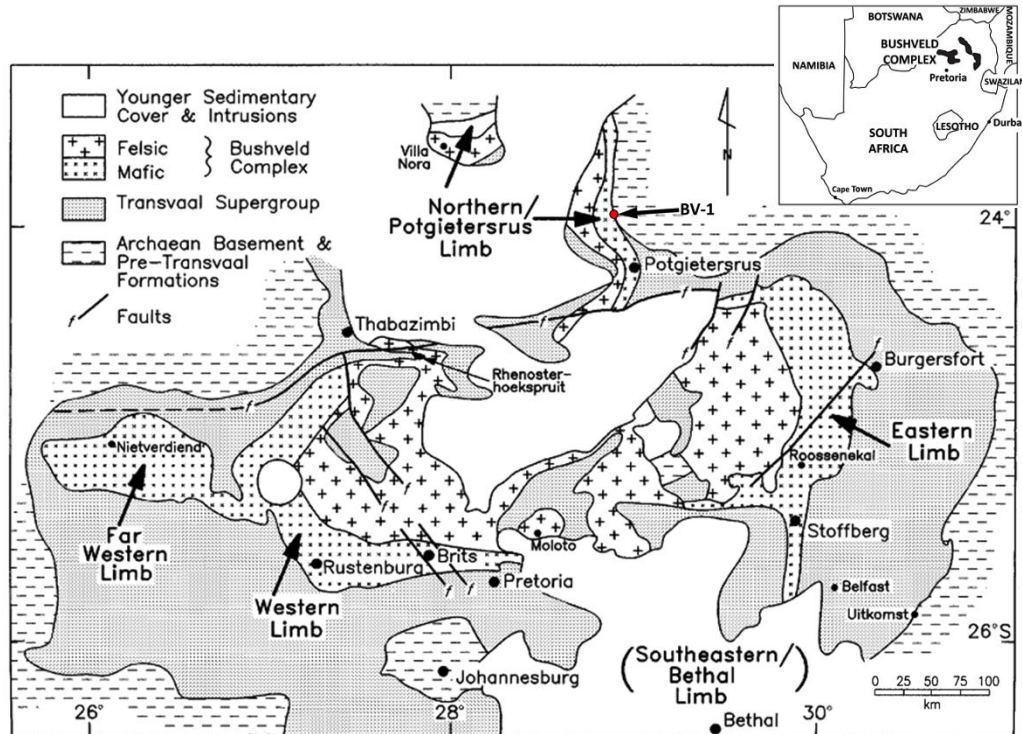 Younger Sedimentary
Cover & Intrusions
Felsic
Mafic
Bushveld
Complex
Transvaal Supergroup
Archaean Basement &
Pre-Transvaal
Formations
f Faults
Villa
Nora
Northern/
Potgietersrus
Limb
N
BV-1
24°
Potgietersrus
Thabazimbi
f
f
f
Rhenoster-
hoekspruit
f
f
Burgersfort
Nietverdiend
Eastern
Limb
Roossenekal
f
Far
Western
Limb
Stoffberg
Moloto
Brits
Rustenburg
f
f
Pretoria
Western
Limb
Belfast
Uitkomst
Johannesburg
(Southeastern/
Bethal
Limb)
26°S
0 25 50 75 100
km
26°
28°
30°
Bethal
ZIMBABWE
BOTSWANA
MOZAMBIQUE
BUSHVELD
COMPLEX
NAMIBIA
Pretoria
SWAZILAN
Durba
LESOTHO
SOUTH
AFRICA
Cape Town